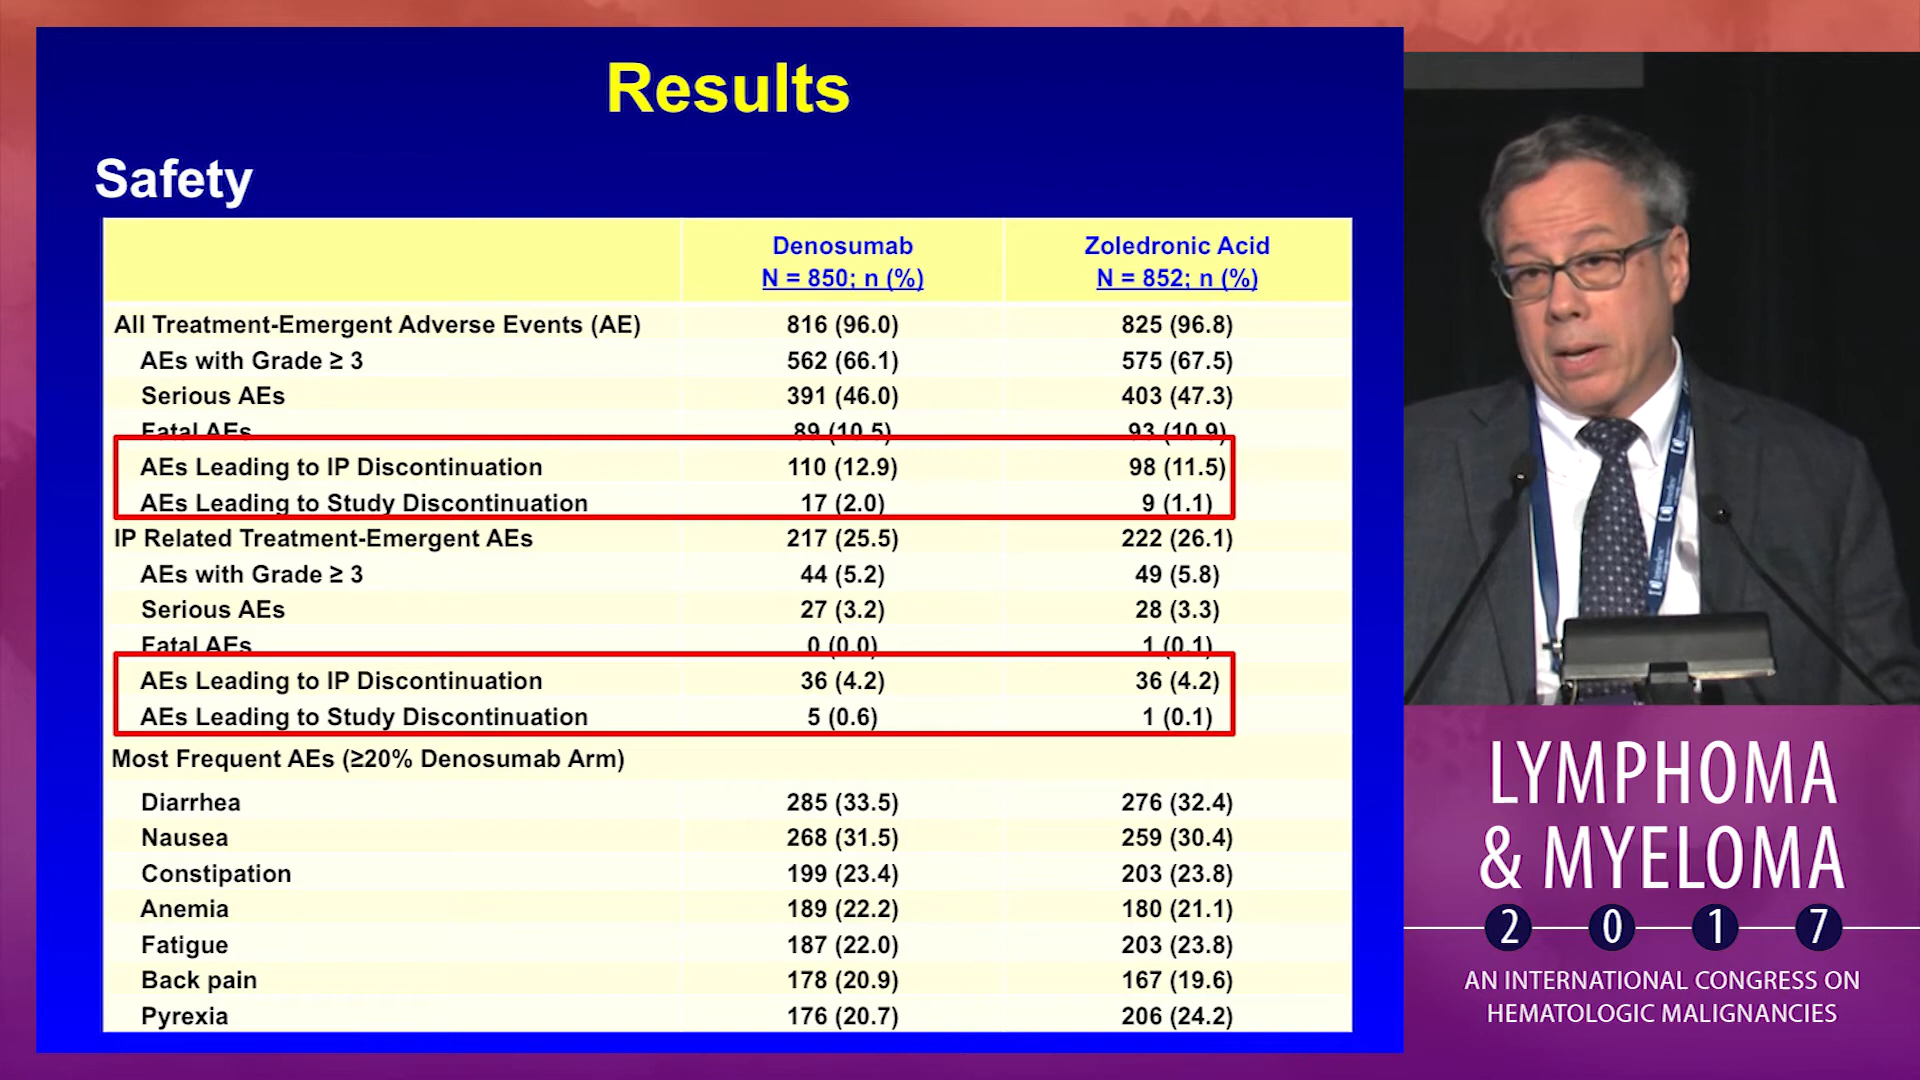 Results
Safety
Denosumab Zoledronic Acid
N = 850; n (%) N = 852; n (%)
All Treatment-Emergent Adverse Events (AE) 816 (96.0) 825 (96.8)
AEs with Grade ≥ 3 562 (66.1) 575 (67.5)
Serious AEs 391 (46.0) 403 (47.3)
Fatal AEs 89 (10.5) 93 (10.9)
AEs Leading to IP Discontinuation 110 (12.9) 98 (11.5)
AEs Leading to Study Discontinuation 17 (2.0) 9 (1.1)
IP Related Treatment-Emergent AEs 217 (25.5) 222 (26.1)
AEs with Grade ≥ 3 44 (5.2) 49 (5.8)
Serious AEs 27 (3.2) 28 (3.3)
Fatal AEs 0 (0.0) 1 (0.1)
AEs Leading to IP Discontinuation 36 (4.2) 36 (4.2)
AEs Leading to Study Discontinuation 5 (0.6) 1 (0.1)
Most Frequent AEs (≥20% Denosumab Arm)
Diarrhea 285 (33.5) 276 (32.4)
Nausea 268 (31.5) 259 (30.4)
Constipation 199 (23.4) 203 (23.8)
Anemia 189 (22.2) 180 (21.1)
Fatigue 187 (22.0) 203 (23.8)
Back pain 178 (20.9) 167 (19.6)
Pyrexia 176 (20.7) 206 (24.2)
LYMPHOMA
& MYELOMA
2 0 1 7
AN INTERNATIONAL CONGRESS ON
HEMATOLOGIC MALIGNANCIES